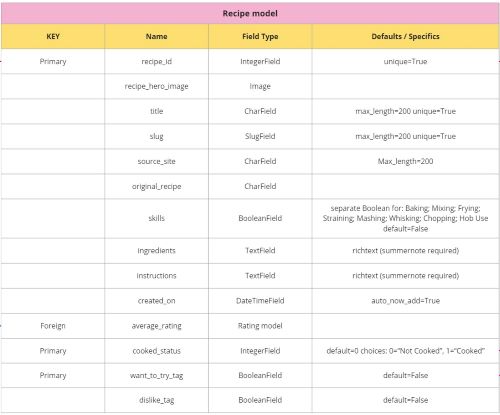 Recipe model
KEY Name Field Type Defaults / Specifics
Primary recipe_id IntegerField unique=True
recipe_hero_image Image
title CharField max_length=200 unique=True
slug SlugField max_length=200 unique=True
source_site CharField Max_length=200
original_recipe CharField
skills BooleanField separate Boolean for: Baking; Mixing; Frying;
Straining; Mashing; Whisking; Chopping; Hob Use
default=False
ingredients TextField richtext (summernote required)
instructions TextField richtext (summernote required)
created_on DateTimeField auto_now_add=True
Foreign average_rating Rating model
Primary cooked_status IntegerField default=0 choices: 0="Not Cooked", 1="Cooked"
Primary want_to_try_tag BooleanField default=False
dislike_tag BooleanField default=False